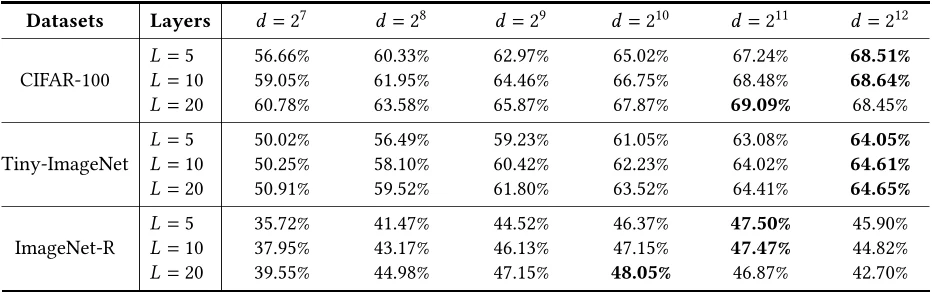 Datasets Layers d = 2^7 d = 2^8 d = 2^9 d = 2^10 d = 2^11 d = 2^12
L = 5 56.66% 60.33% 62.97% 65.02% 67.24% 68.51%
CIFAR-100 L = 10 59.05% 61.95% 64.46% 66.75% 68.48% 68.64%
L = 20 60.78% 63.58% 65.87% 67.87% 69.09% 68.45%
L = 5 50.02% 56.49% 59.23% 61.05% 63.08% 64.05%
Tiny-ImageNet L = 10 50.25% 58.10% 60.42% 62.23% 64.02% 64.61%
L = 20 50.91% 59.52% 61.80% 63.52% 64.41% 64.65%
L = 5 35.72% 41.47% 44.52% 46.37% 47.50% 45.90%
ImageNet-R L = 10 37.95% 43.17% 46.13% 47.15% 47.47% 44.82%
L = 20 39.55% 44.98% 47.15% 48.05% 46.87% 42.70%